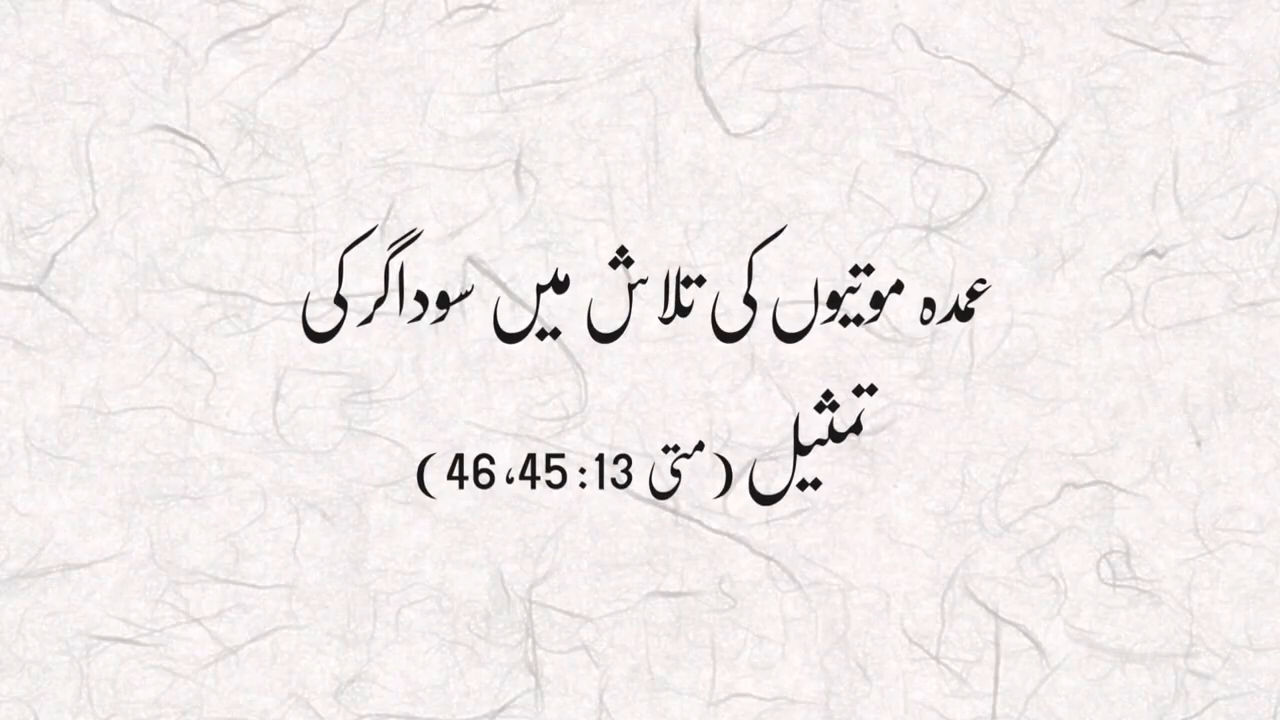 عمدہ موتیوں کی تلاش میں سوداگر کی
تمثیل (متی 13:45،46)